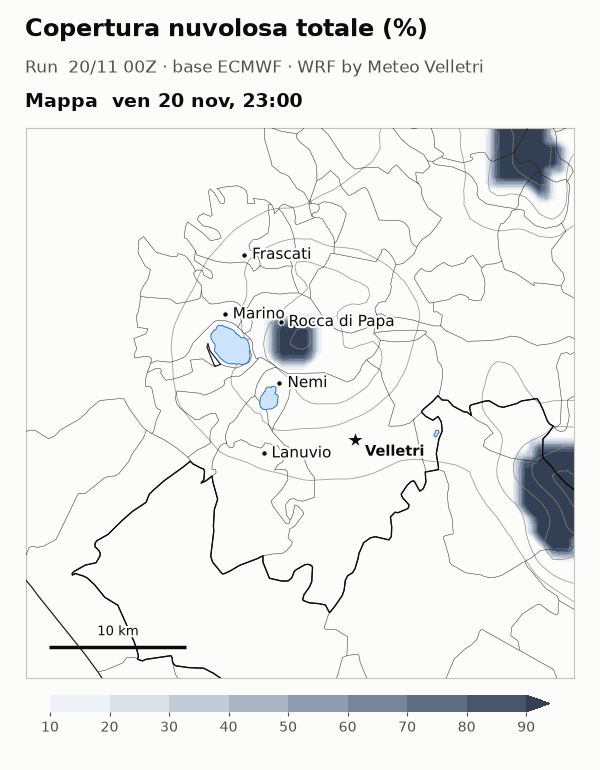 Copertura nuvolosa totale (%)
Run  20/11 00Z · base ECMWF · WRF by Meteo Velletri
Mappa  ven 20 nov, 23:00
Frascati
Marino
Rocca di Papa
Nemi
Velletri
Lanuvio
10 km
10 20 30 40 50 60 70 80 90